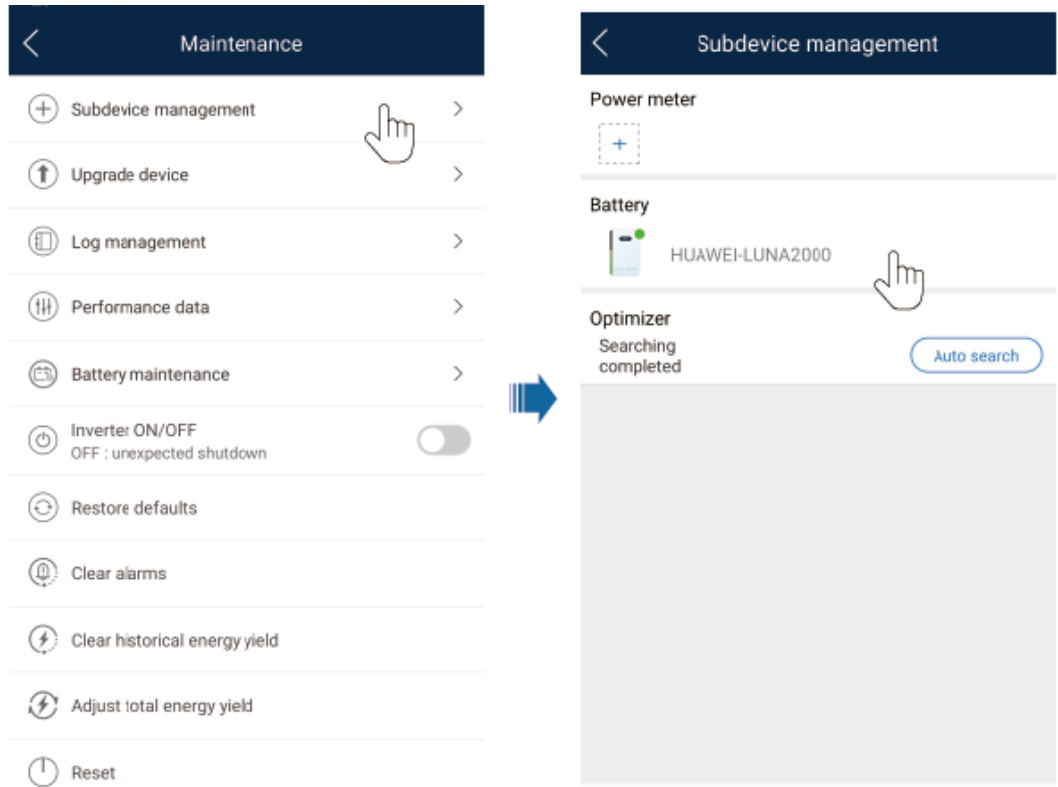 Maintenance
Subdevice management
Upgrade device
Log management
Performance data
Battery maintenance
Inverter ON/OFF
OFF : unexpected shutdown
Restore defaults
Clear alarms
Clear historical energy yield
Adjust total energy yield
Reset
Subdevice management
Power meter
+
Battery
HUAWEI-LUNA2000
Optimizer
Searching
completed
Auto search